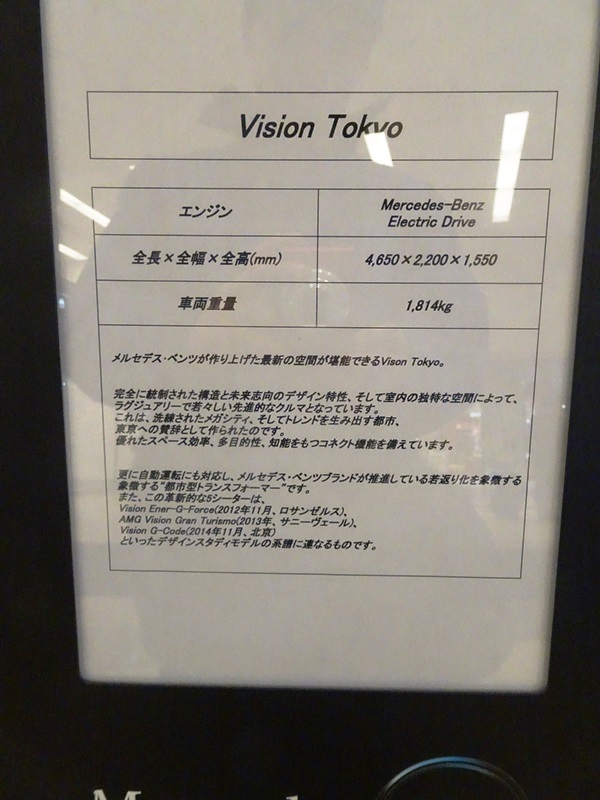 Vision Tokyo
エンジン
Mercedes-Benz
Electric Drive
全長×全幅×全高(mm)
4,650×2,200×1,550
車両重量
1,814kg
メルセデス・ベンツが作り上げた最新の空間が堪能できるVison Tokyo。
完全に統制された構造と未来志向のデザイン特性、そして室内の独特な空間によって、
ラグジュアリーで若々しい先進的なクルマとなっています。
これは、洗練されたメガシティ、そしてトレンドを生み出す都市、
東京への賛辞として作られたのです。
優れたスペース効率、多目的性、知能をもつコネクト機能を備えています。
更に自動運転にも対応し、メルセデス・ベンツブランドが推進している若返り化を象徴する
象徴する"都市型トランスフォーマー"です。
また、この革新的な5シーターは、
Vision Ener-G-Force(2012年11月、ロサンゼルス)、
AMG Vision Gran Turismo(2013年、サニーヴェール)、
Vision G-Code(2014年11月、北京)
といったデザインスタディモデルの系譜に連なるものです。